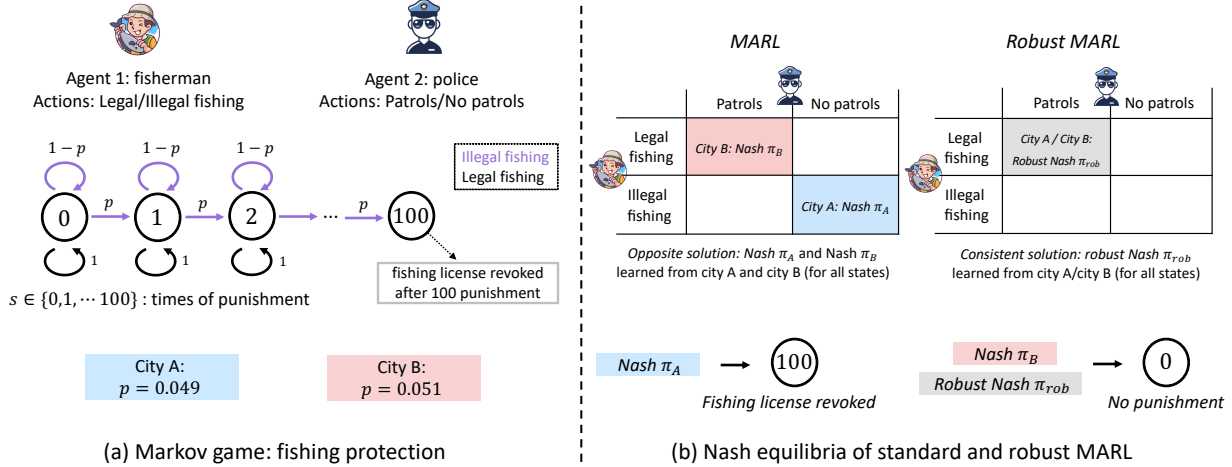 Agent 1: fisherman
Actions: Legal/Illegal fishing
Agent 2: police
Actions: Patrols/No patrols
1 − p
1 − p
1 − p
Illegal fishing
Legal fishing
0
p
1
p
2
...
p
100
1
1
1
fishing license revoked
after 100 punishment
s ∈ {0,1, ⋯ 100} : times of punishment
City A:
p = 0.049
City B:
p = 0.051
(a) Markov game: fishing protection
MARL
Patrols
No patrols
Legal
fishing
City B: Nash π_B
Illegal
fishing
City A: Nash π_A
Opposite solution: Nash π_A and Nash π_B
learned from city A and city B (for all states)
Robust MARL
Patrols
No patrols
Legal
fishing
City A / City B:
Robust Nash π_rob
Illegal
fishing
Consistent solution: robust Nash π_rob
learned from city A/city B (for all states)
Nash π_A
100
Fishing license revoked
Nash π_B
Robust Nash π_rob
0
No punishment
(b) Nash equilibria of standard and robust MARL